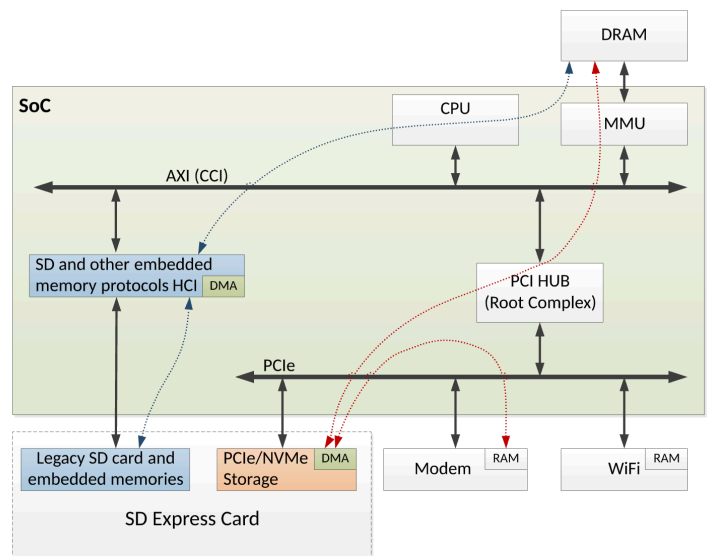 DRAM
SoC
CPU
MMU
AXI (CCI)
SD and other embedded
memory protocols HCI
DMA
PCI HUB
(Root Complex)
PCIe
Legacy SD card and
embedded memories
PCIe/NVMe
Storage
DMA
Modem
RAM
WiFi
RAM
SD Express Card